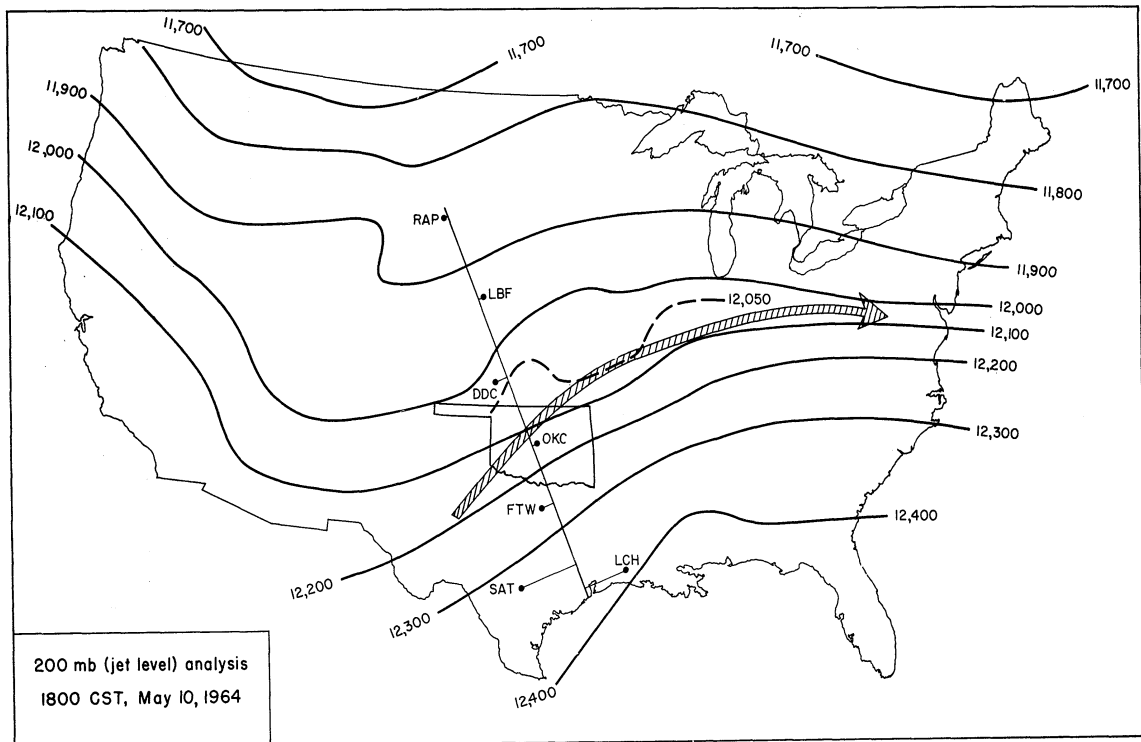 11,700
11,700
11,700
11,700
11,900
12,000
12,100
11,800
RAP
11,900
LBF
12,050
12,000
12,100
DDC
12,200
OKC
12,300
FTW
12,400
LCH
12,200
SAT
12,300
12,400
200 mb (jet level) analysis
1800 CST, May 10, 1964